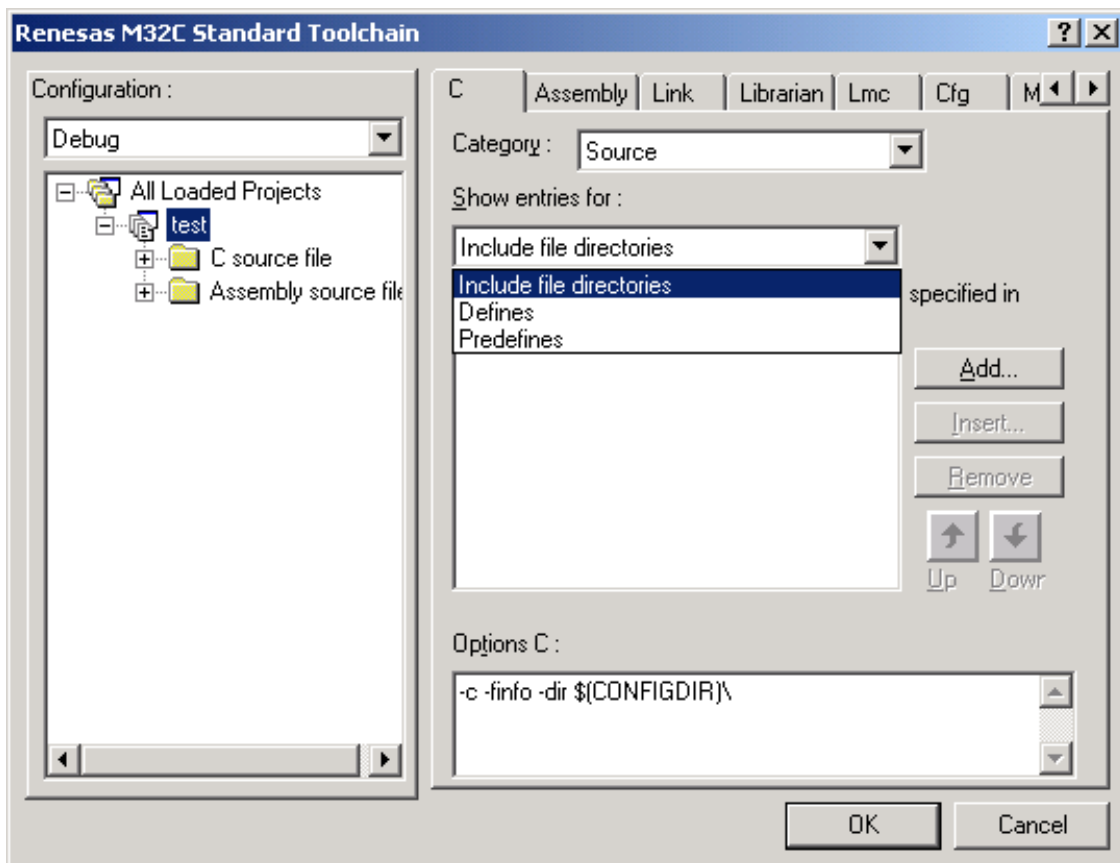 Renesas M32C Standard Toolchain
Configuration :
Debug
All Loaded Projects
test
C source file
Assembly source file
C Assembly Link Librarian Lmc Cfg M
Category : Source
Show entries for :
Include file directories
Include file directories
Defines
Predefines
specified in
Add...
Insert...
Remove
Up Dowr
Options C :
-c -finfo -dir $(CONFIGDIR)\
OK Cancel